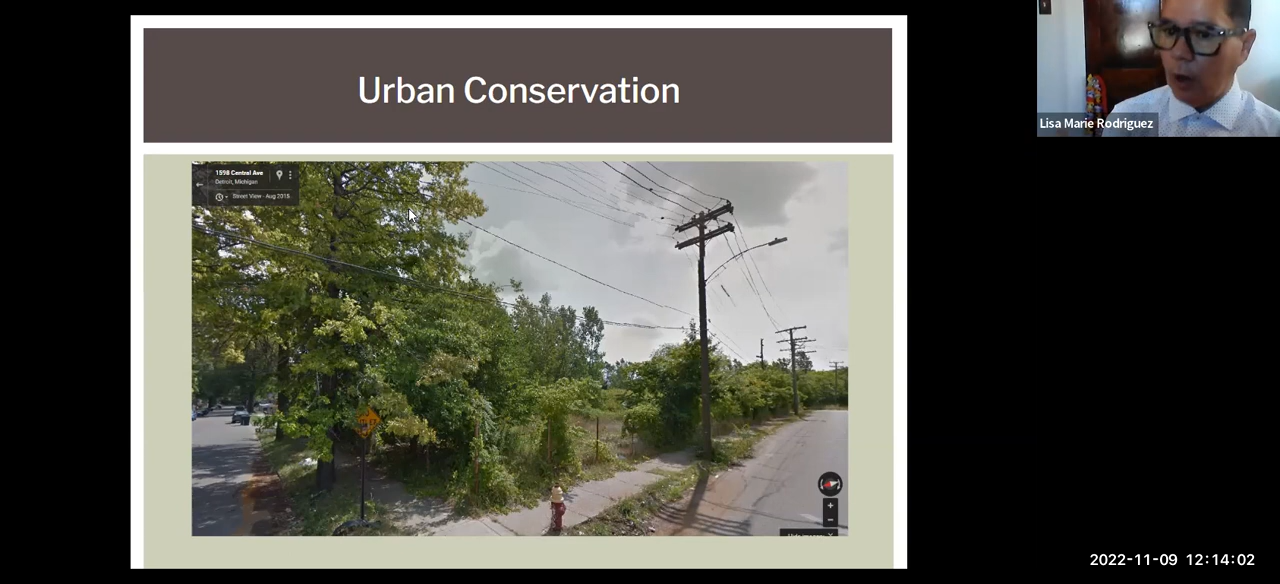 Urban Conservation
1598 Central Ave
Detroit, Michigan
Street View - Aug 2015
Lisa Marie Rodriguez
2022-11-09 12:14:02